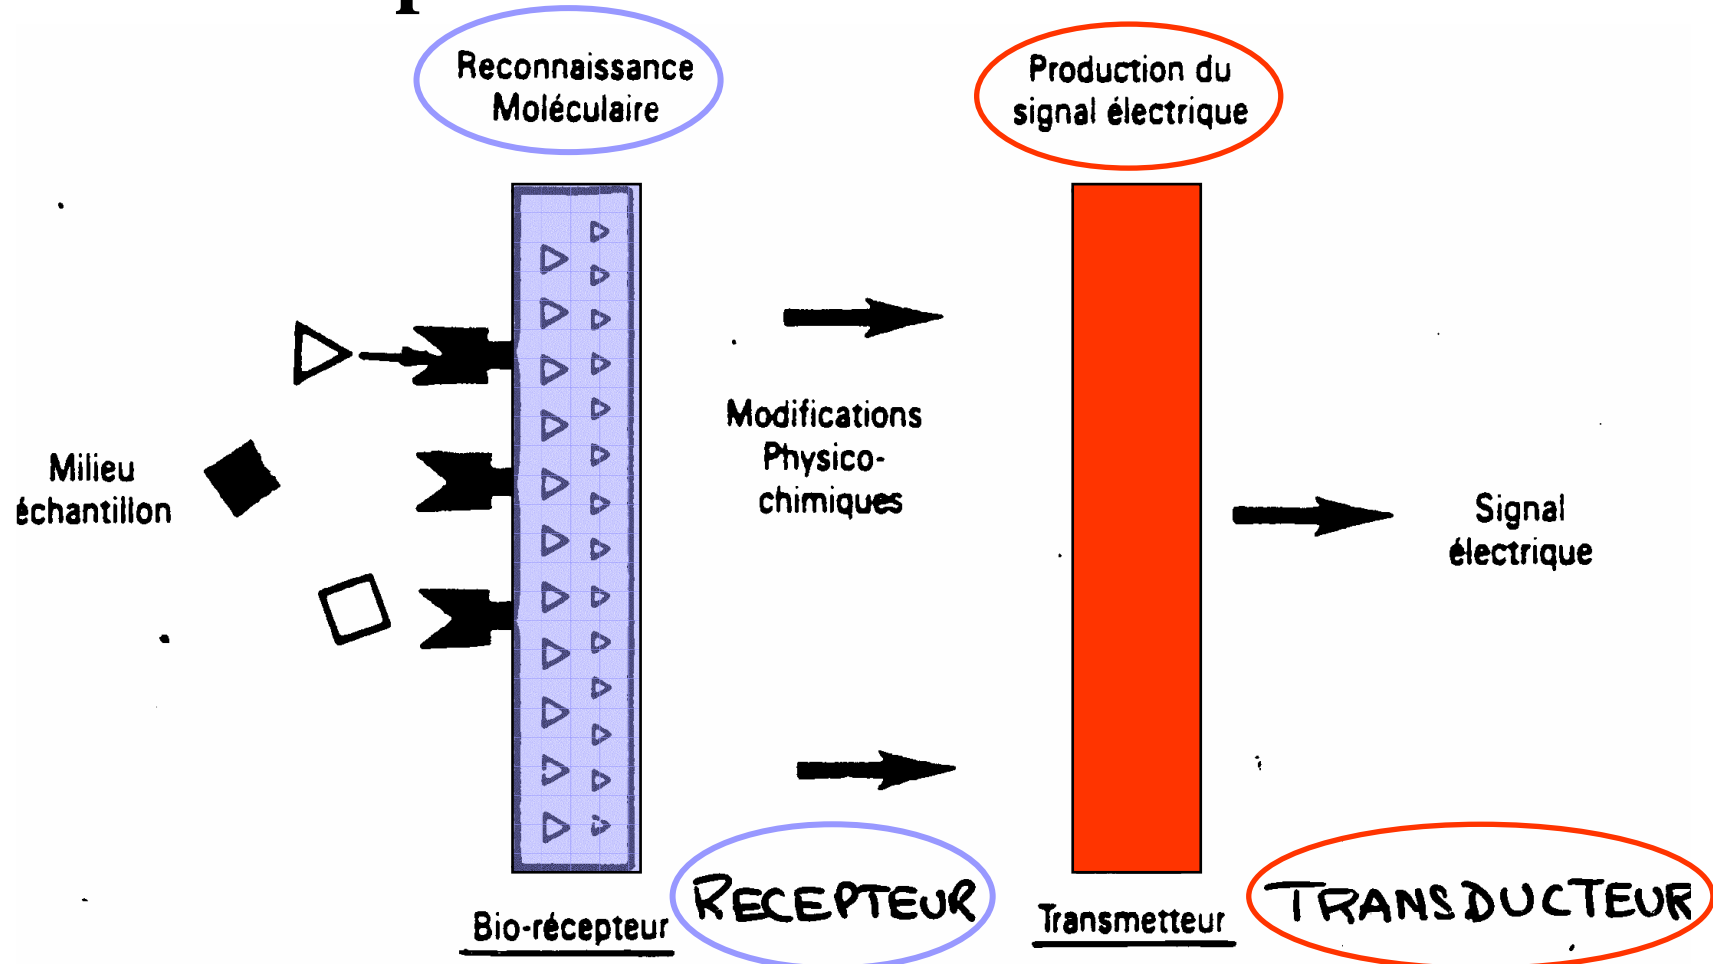 Reconnaissance
Moléculaire
Production du
signal électrique
Milieu
échantillon
Modifications
Physico-
chimiques
Signal
électrique
Bio-récepteur
RECEPTEUR
Transmetteur
TRANSDUCTEUR